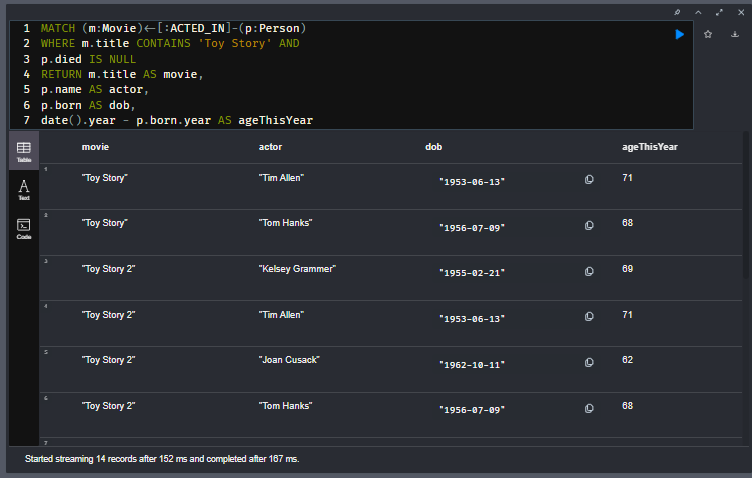 1 MATCH (m:Movie)<-[:ACTED_IN]-(p:Person)
2 WHERE m.title CONTAINS 'Toy Story' AND
3 p.died IS NULL
4 RETURN m.title AS movie,
5 p.name AS actor,
6 p.born AS dob,
7 date().year - p.born.year AS ageThisYear
Table
Text
Code
movie actor dob ageThisYear
1 "Toy Story" "Tim Allen" "1953-06-13" 71
2 "Toy Story" "Tom Hanks" "1956-07-09" 68
3 "Toy Story 2" "Kelsey Grammer" "1955-02-21" 69
4 "Toy Story 2" "Tim Allen" "1953-06-13" 71
5 "Toy Story 2" "Joan Cusack" "1962-10-11" 62
6 "Toy Story 2" "Tom Hanks" "1956-07-09" 68
7
Started streaming 14 records after 152 ms and completed after 167 ms.